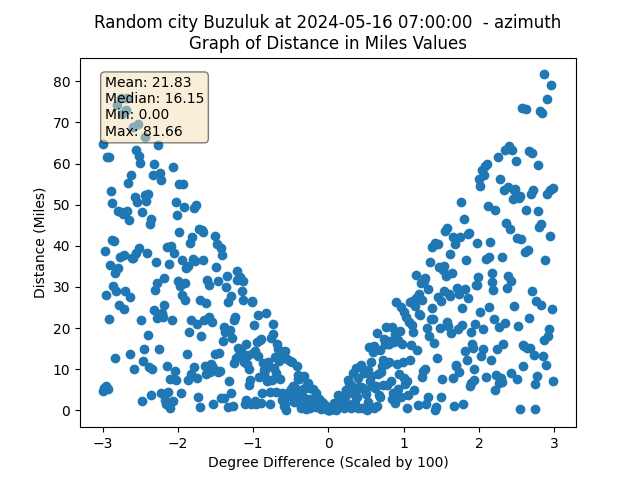 Random city Buzuluk at 2024-05-16 07:00:00  - azimuth
Graph of Distance in Miles Values
Mean: 21.83
Median: 16.15
Min: 0.00
Max: 81.66
80
70
60
50
40
30
20
10
0
Distance (Miles)
−3 −2 −1 0 1 2 3
Degree Difference (Scaled by 100)